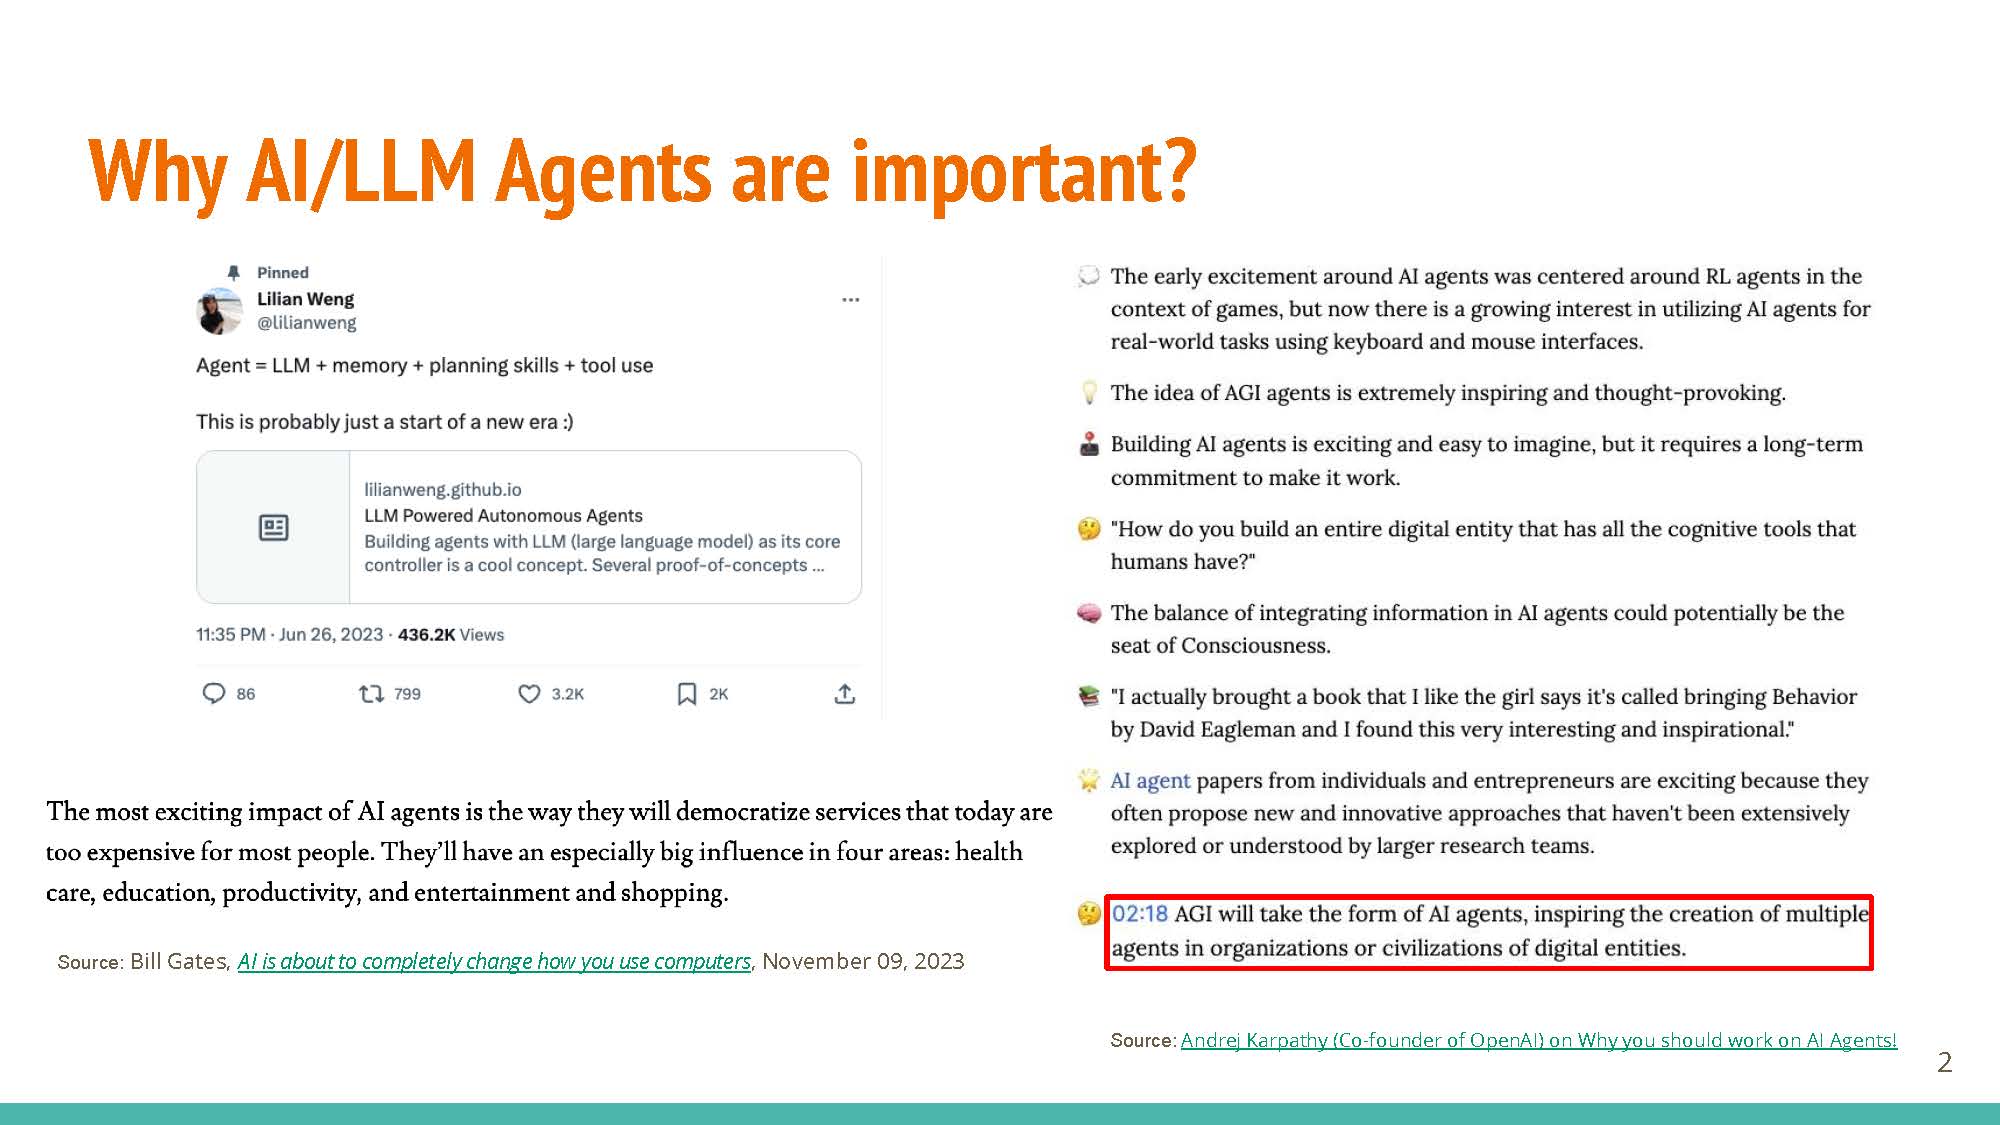 Why AI/LLM Agents are important?
Pinned
Lilian Weng
@lilianweng
Agent = LLM + memory + planning skills + tool use
This is probably just a start of a new era :)
lilianweng.github.io
LLM Powered Autonomous Agents
Building agents with LLM (large language model) as its core
controller is a cool concept. Several proof-of-concepts ...
11:35 PM · Jun 26, 2023 · 436.2K Views
86 799 3.2K 2K
The most exciting impact of AI agents is the way they will democratize services that today are
too expensive for most people. They’ll have an especially big influence in four areas: health
care, education, productivity, and entertainment and shopping.
Source: Bill Gates, AI is about to completely change how you use computers, November 09, 2023
The early excitement around AI agents was centered around RL agents in the
context of games, but now there is a growing interest in utilizing AI agents for
real-world tasks using keyboard and mouse interfaces.
The idea of AGI agents is extremely inspiring and thought-provoking.
Building AI agents is exciting and easy to imagine, but it requires a long-term
commitment to make it work.
"How do you build an entire digital entity that has all the cognitive tools that
humans have?"
The balance of integrating information in AI agents could potentially be the
seat of Consciousness.
"I actually brought a book that I like the girl says it's called bringing Behavior
by David Eagleman and I found this very interesting and inspirational."
AI agent papers from individuals and entrepreneurs are exciting because they
often propose new and innovative approaches that haven't been extensively
explored or understood by larger research teams.
02:18 AGI will take the form of AI agents, inspiring the creation of multiple
agents in organizations or civilizations of digital entities.
Source: Andrej Karpathy (Co-founder of OpenAI) on Why you should work on AI Agents!
2